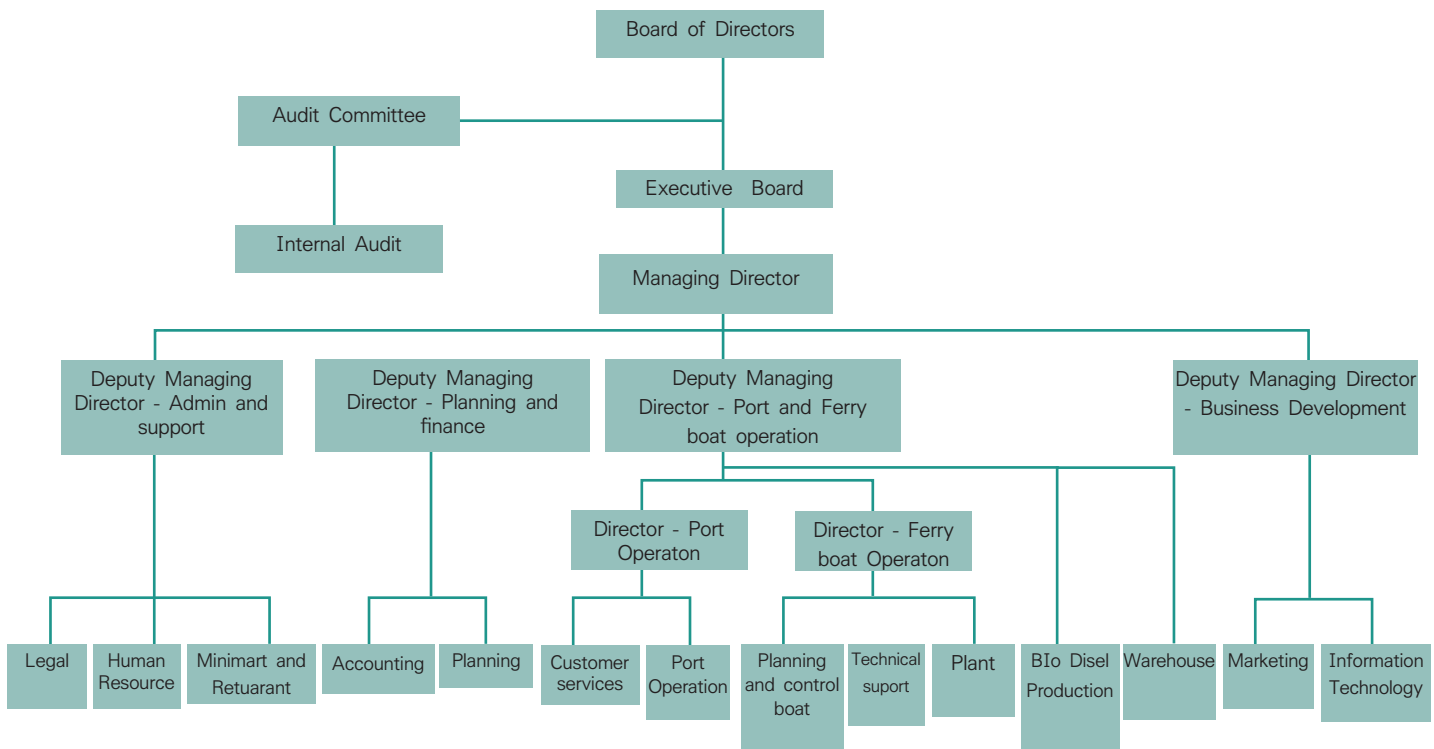 Board of Directors
Audit Committee
Executive Board
Internal Audit
Managing Director
Deputy Managing
Director - Admin and
support
Deputy Managing
Director - Planning and
finance
Deputy Managing
Director - Port and Ferry
boat operation
Deputy Managing Director
- Business Development
Director - Port
Operaton
Director - Ferry
boat Operaton
Legal
Human
Resource
Minimart and
Retuarant
Accounting
Planning
Customer
services
Port
Operation
Planning
and control
boat
Technical
suport
Plant
BIo Disel
Production
Warehouse
Marketing
Information
Technology